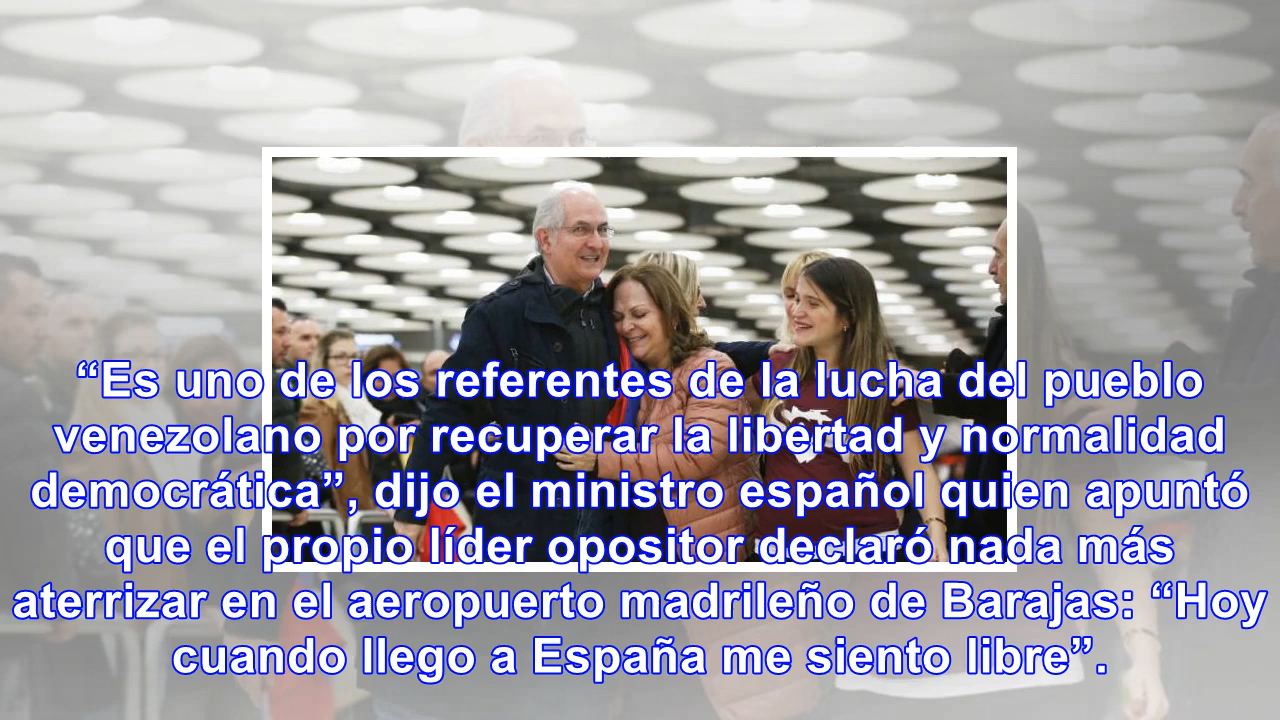 “Es uno de los referentes de la lucha del pueblo
venezolano por recuperar la libertad y normalidad
democrática”, dijo el ministro español quien apuntó
que el propio líder opositor declaró nada más
aterrizar en el aeropuerto madrileño de Barajas: “Hoy
cuando llego a España me siento libre”.